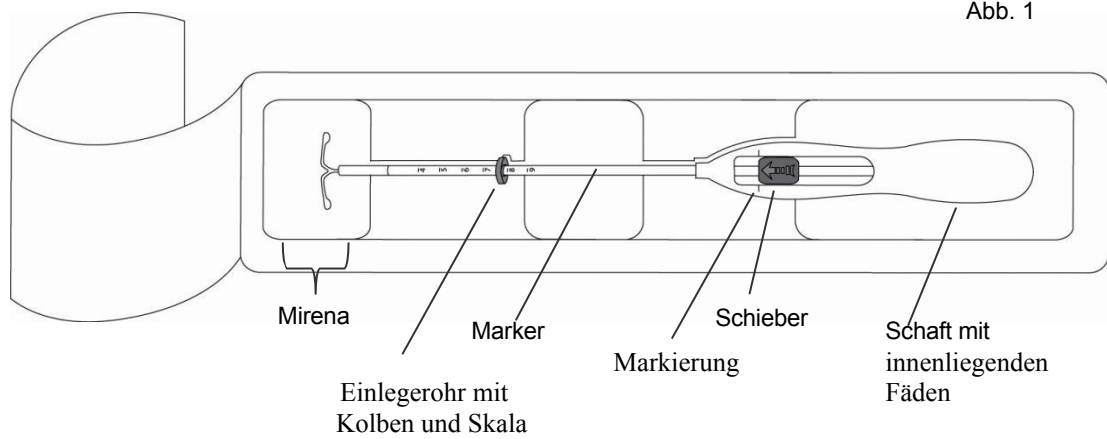 Abb. 1
Mirena
Marker
Schieber
Schaft mit
innenliegenden
Fäden
Markierung
Einlegerohr mit
Kolben und Skala